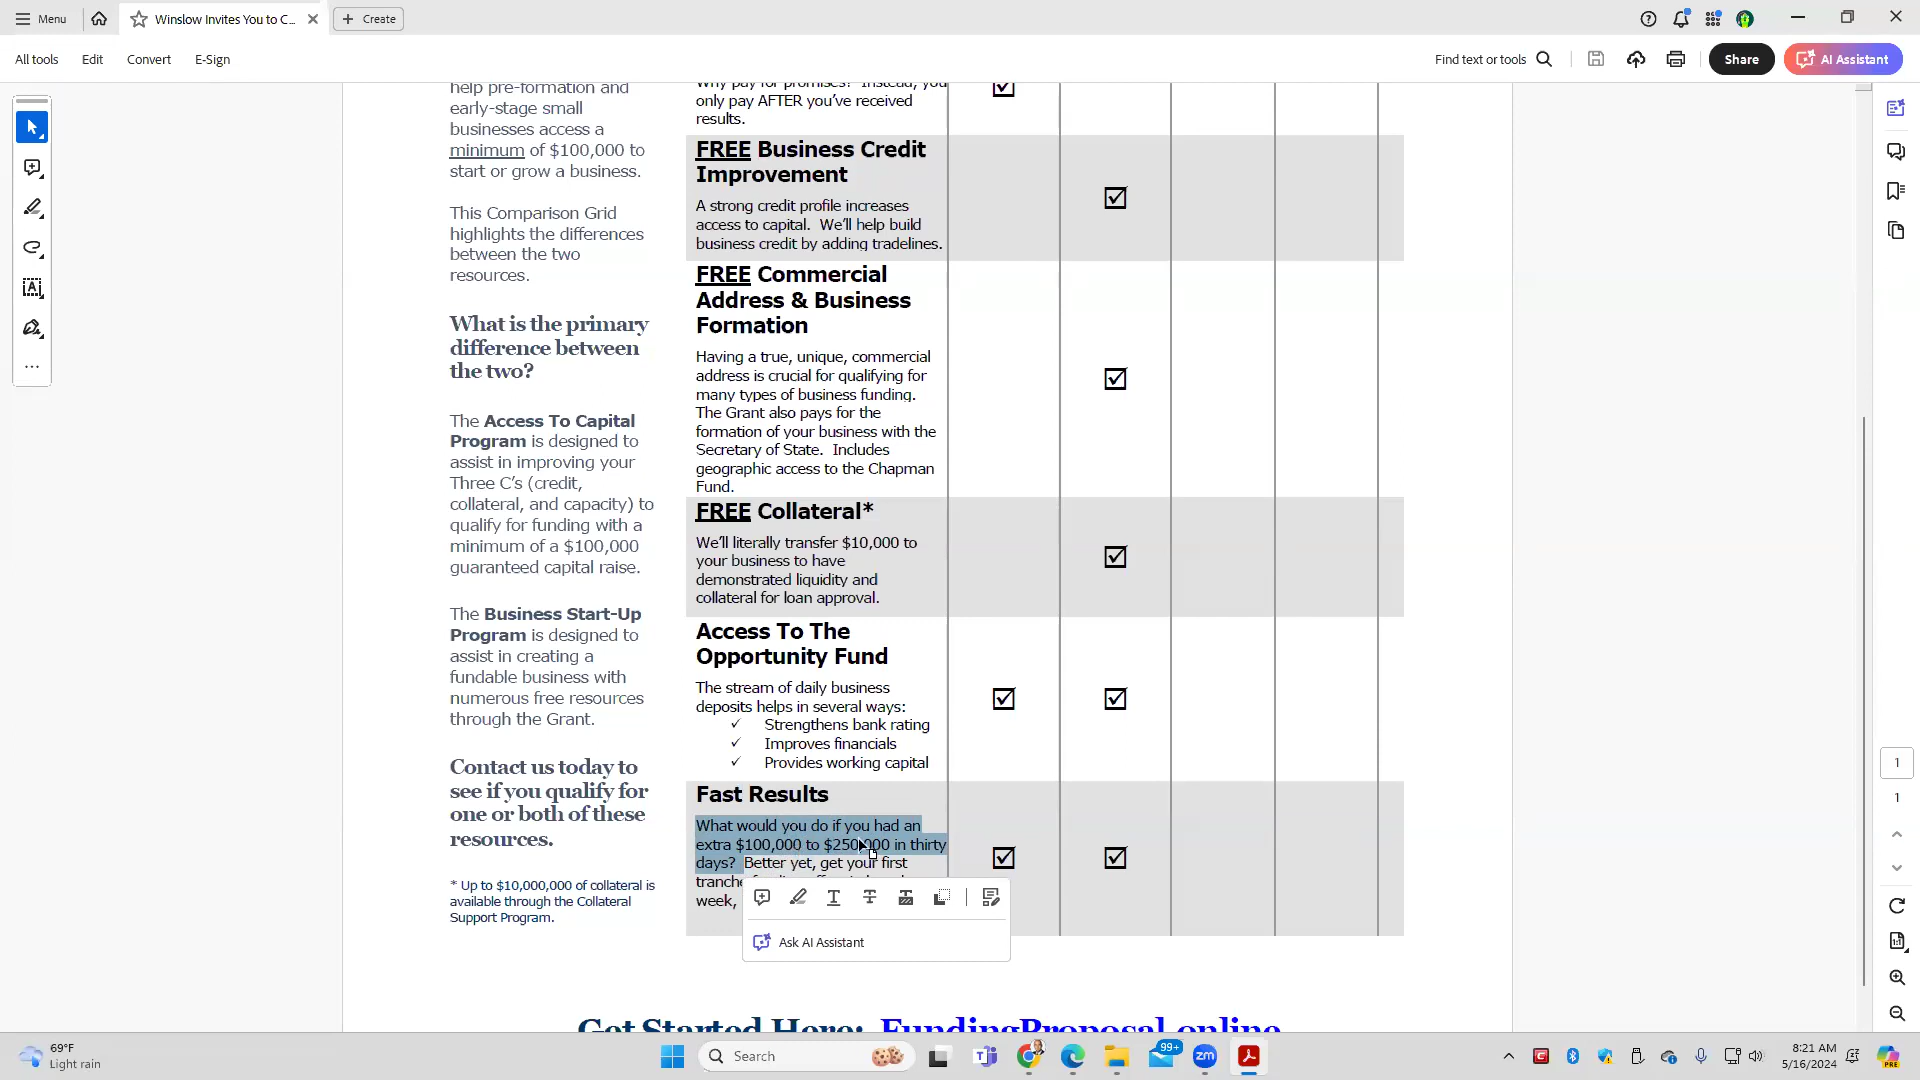 Menu
Winslow Invites You to C...
Create
All tools
Edit
Convert
E-Sign
Find text or tools
Share
AI Assistant
help pre-formation and
early-stage small
businesses access a
minimum of $100,000 to
start or grow a business.
This Comparison Grid
highlights the differences
between the two
resources.
What is the primary
difference between
the two?
The Access To Capital
Program is designed to
assist in improving your
Three C's (credit,
collateral, and capacity) to
qualify for funding with a
minimum of a $100,000
guaranteed capital raise.
The Business Start-Up
Program is designed to
assist in creating a
fundable business with
numerous free resources
through the Grant.
Contact us today to
see if you qualify for
one or both of these
resources.
* Up to $10,000,000 of collateral is
available through the Collateral
Support Program.
Why pay for promises? Instead, you
only pay AFTER you've received
results.
FREE Business Credit
Improvement
A strong credit profile increases
access to capital. We'll help build
business credit by adding tradelines.
FREE Commercial
Address & Business
Formation
Having a true, unique, commercial
address is crucial for qualifying for
many types of business funding.
The Grant also pays for the
formation of your business with the
Secretary of State. Includes
geographic access to the Chapman
Fund.
FREE Collateral*
We'll literally transfer $10,000 to
your business to have
demonstrated liquidity and
collateral for loan approval.
Access To The
Opportunity Fund
The stream of daily business
deposits helps in several ways:
Strengthens bank rating
Improves financials
Provides working capital
Fast Results
What would you do if you had an
extra $100,000 to $250,000 in thirty
days? Better yet, get your first
tranche
week,
Ask AI Assistant
Get Started Here: FundingProposal.online
1
1
69°F
Light rain
Search
99+
zm
8:21 AM
5/16/2024
PRE